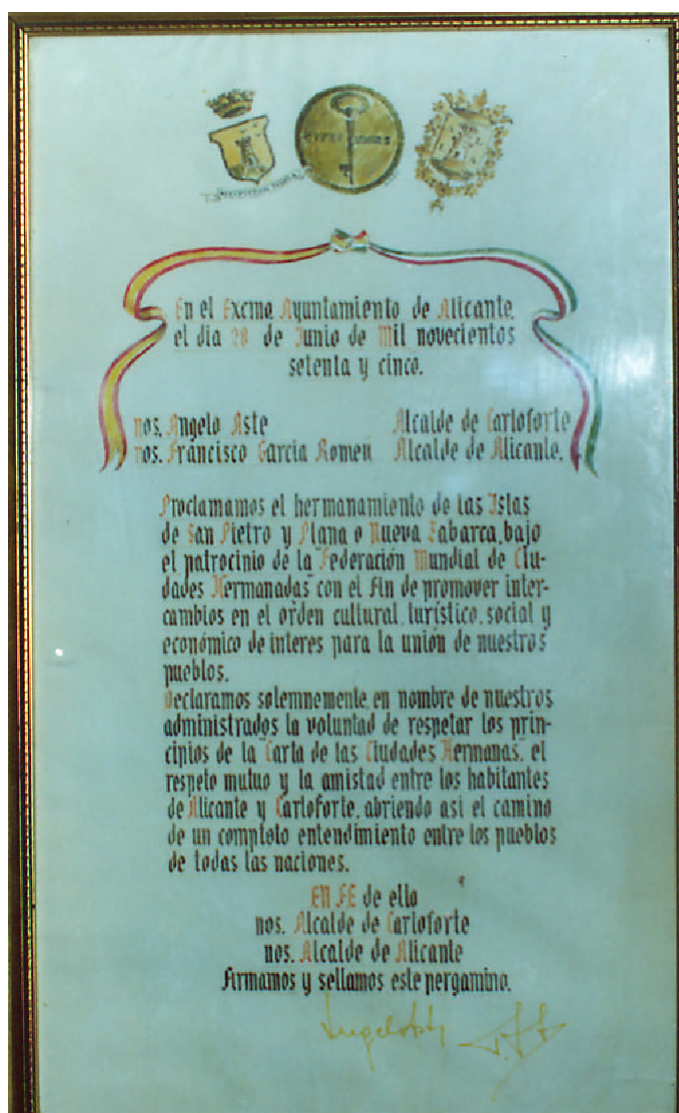 En el Excmo. Ayuntamiento de Alicante,
el dia 28 de Junio de Mil novecientos
setenta y cinco.
nos. Angelo Aste Alcalde de Carloforte
nos. Francisco García Romeu Alcalde de Alicante.
Proclamamos el hermanamiento de las Islas
de San Pietro y Plana o Nueva Tabarca, bajo
el patrocinio de la "Federación Mundial de Ciu-
dades Hermanadas" con el fin de promover inter-
cambios en el orden cultural, turístico, social y
económico de interes para la unión de nuestros
pueblos.
Declaramos solemnemente, en nombre de nuestros
administrados la voluntad de respetar los prin-
cipios de la "Carta de las Ciudades Hermanas", el
respeto mutuo y la amistad entre los habitantes
de Alicante y Carloforte, abriendo asi el camino
de un completo entendimiento entre los pueblos
de todas las naciones.
EN FE de ello
nos. Alcalde de Carloforte
nos. Alcalde de Alicante
Firmamos y sellamos este pergamino.